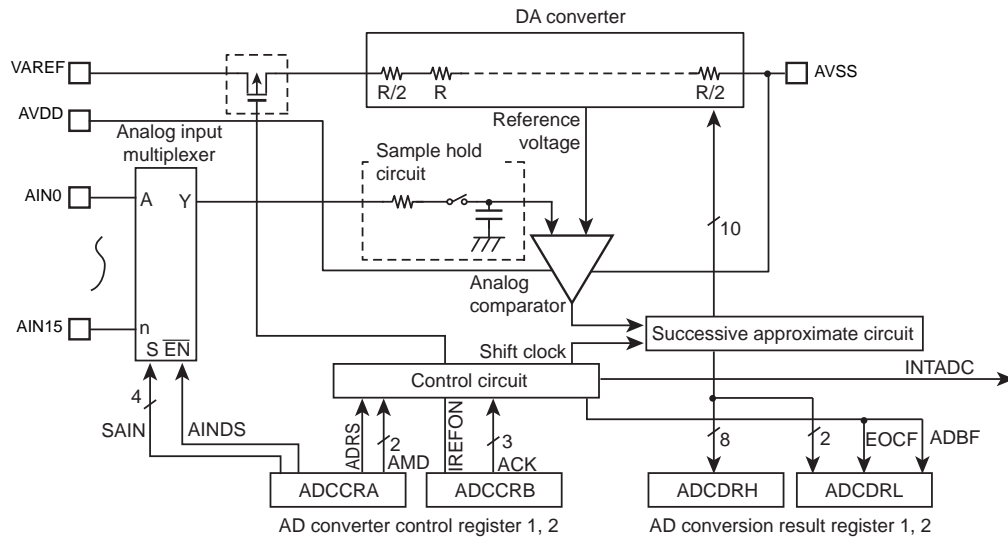 DA converter
VAREF
AVSS
R/2
R
R/2
AVDD
Analog input
multiplexer
Reference
voltage
Sample hold
circuit
AIN0
A
Y
10
Analog
comparator
AIN15
n
S EN
Successive approximate circuit
Shift clock
INTADC
Control circuit
4
SAIN
AINDS
ADRS
2
AMD
IREFON
3
ACK
8
2
EOCF
ADBF
ADCCRA
ADCCRB
ADCDRH
ADCDRL
AD converter control register 1, 2
AD conversion result register 1, 2